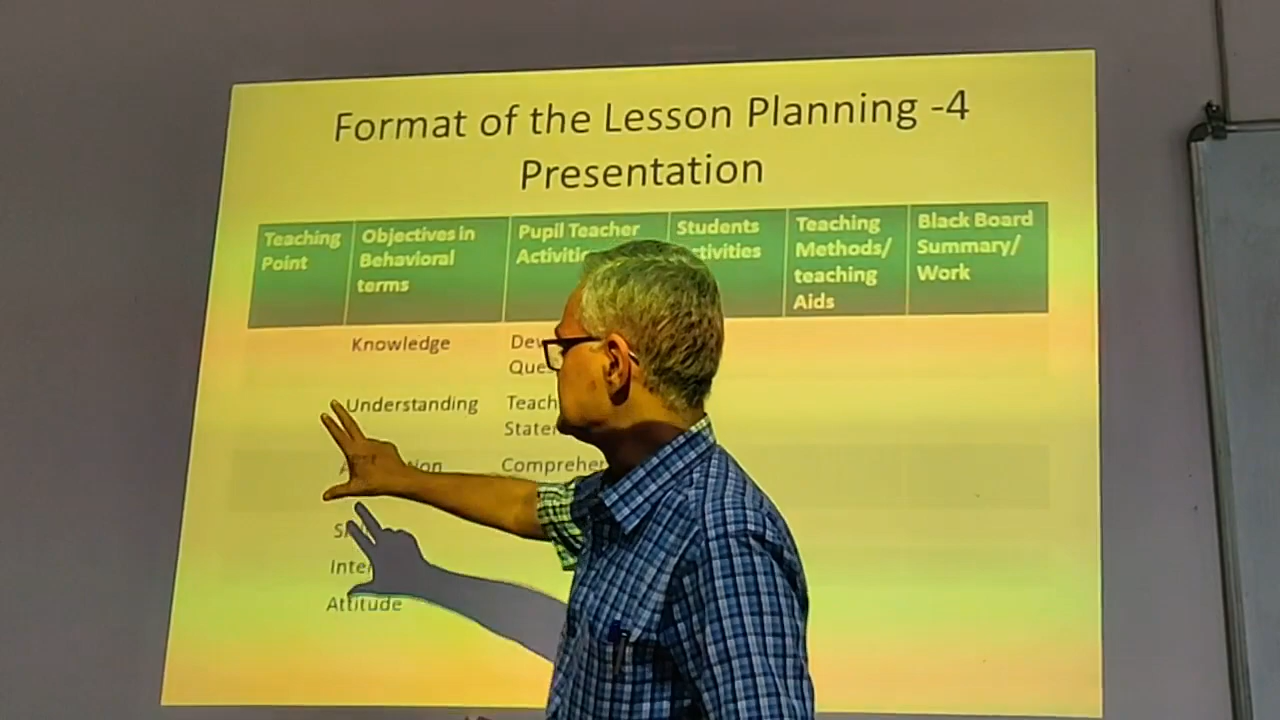 Format of the Lesson Planning -4
Presentation
Teaching
Point
Objectives in
Behavioral
terms
Pupil Teacher
Students
Teaching
Methods/
teaching
Aids
Black Board
Summary/
Work
Knowledge
Understanding
Attitude